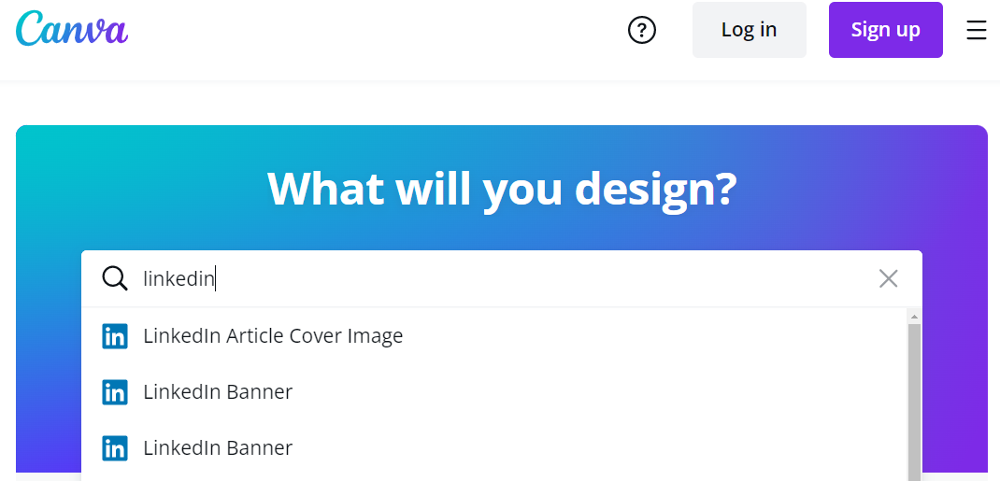 Canva
? Log in Sign up
What will you design?
linkedin
LinkedIn Article Cover Image
LinkedIn Banner
LinkedIn Banner